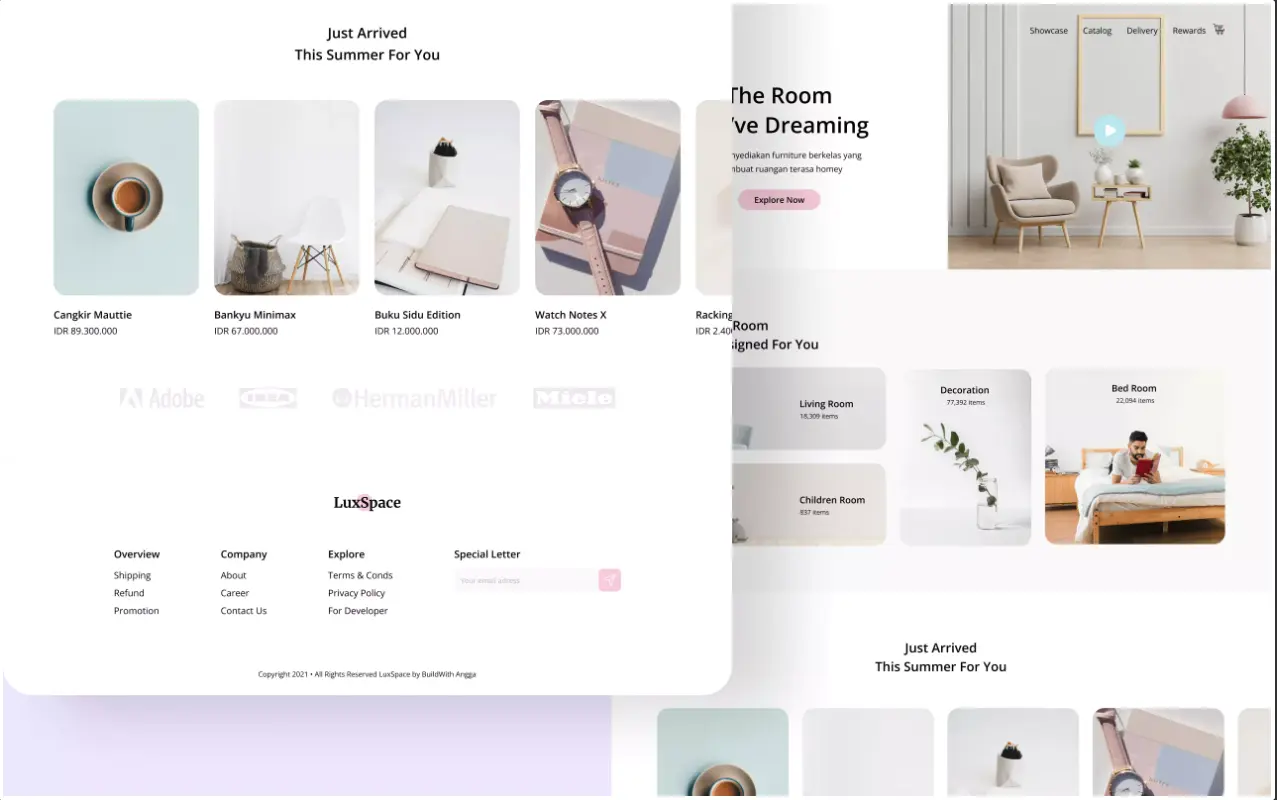 Just Arrived
This Summer For You
Cangkir Mauttie
IDR 89.300.000
Bankyu Minimax
IDR 67.000.000
Buku Sidu Edition
IDR 12.000.000
Watch Notes X
IDR 73.000.000
Racking
IDR 2.40
Adobe
HermanMiller
Miele
LuxSpace
Overview
Shipping
Refund
Promotion
Company
About
Career
Contact Us
Explore
Terms & Conds
Privacy Policy
For Developer
Special Letter
Your email adress
Copyright 2021 • All Rights Reserved LuxSpace by BuildWith Angga
Showcase
Catalog
Delivery
Rewards
The Room
've Dreaming
nyediakan furniture berkelas yang
mbuat ruangan terasa homey
Explore Now
Room
signed For You
Living Room
18,309 items
Children Room
837 items
Decoration
77,392 items
Bed Room
22,094 items
Just Arrived
This Summer For You